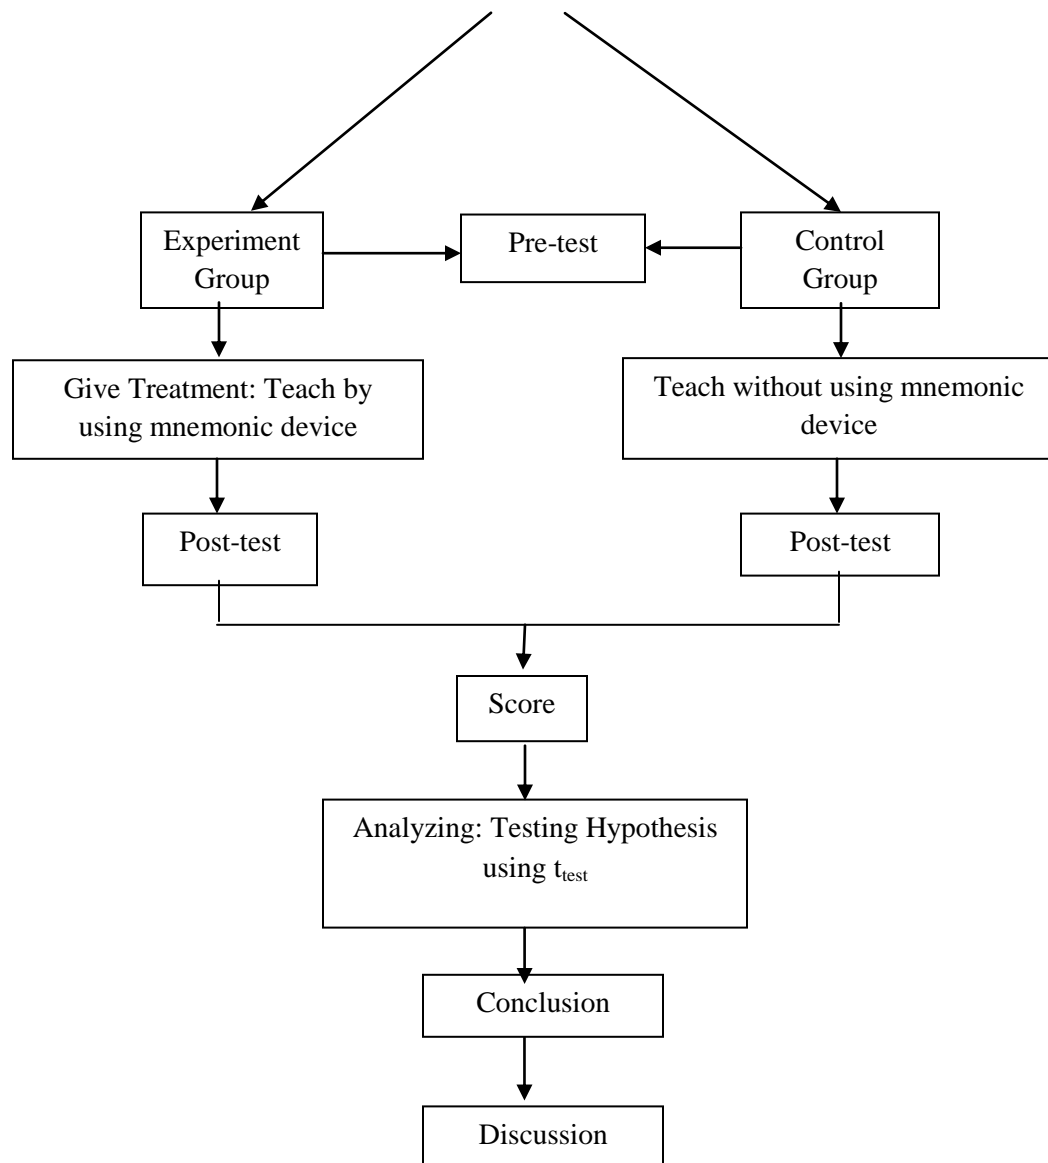 Experiment
Group
Pre-test
Control
Group
Give Treatment: Teach by
using mnemonic device
Teach without using mnemonic
device
Post-test
Post-test
Score
Analyzing: Testing Hypothesis
using t_test
Conclusion
Discussion